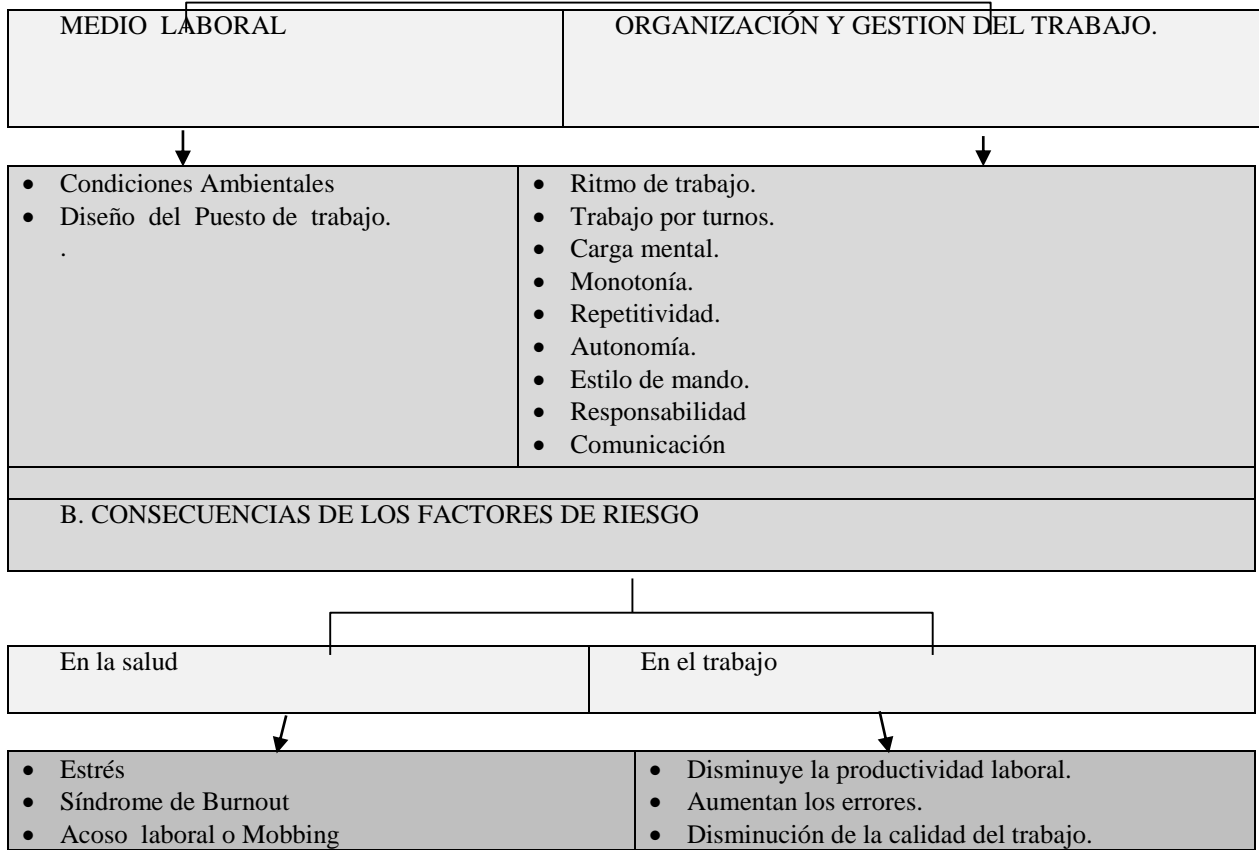 MEDIO LABORAL
ORGANIZACIÓN Y GESTION DEL TRABAJO.
• Condiciones Ambientales
• Diseño del Puesto de trabajo.
.
• Ritmo de trabajo.
• Trabajo por turnos.
• Carga mental.
• Monotonía.
• Repetitividad.
• Autonomía.
• Estilo de mando.
• Responsabilidad
• Comunicación
B. CONSECUENCIAS DE LOS FACTORES DE RIESGO
En la salud
En el trabajo
• Estrés
• Síndrome de Burnout
• Acoso laboral o Mobbing
• Disminuye la productividad laboral.
• Aumentan los errores.
• Disminución de la calidad del trabajo.